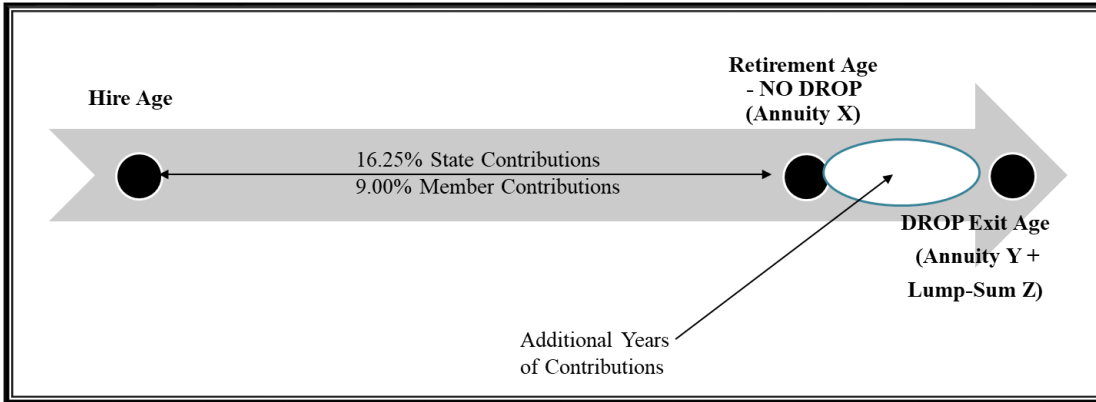 Hire Age
Retirement Age
- NO DROP
(Annuity X)
16.25% State Contributions
9.00% Member Contributions
DROP Exit Age
(Annuity Y +
Lump-Sum Z)
Additional Years
of Contributions